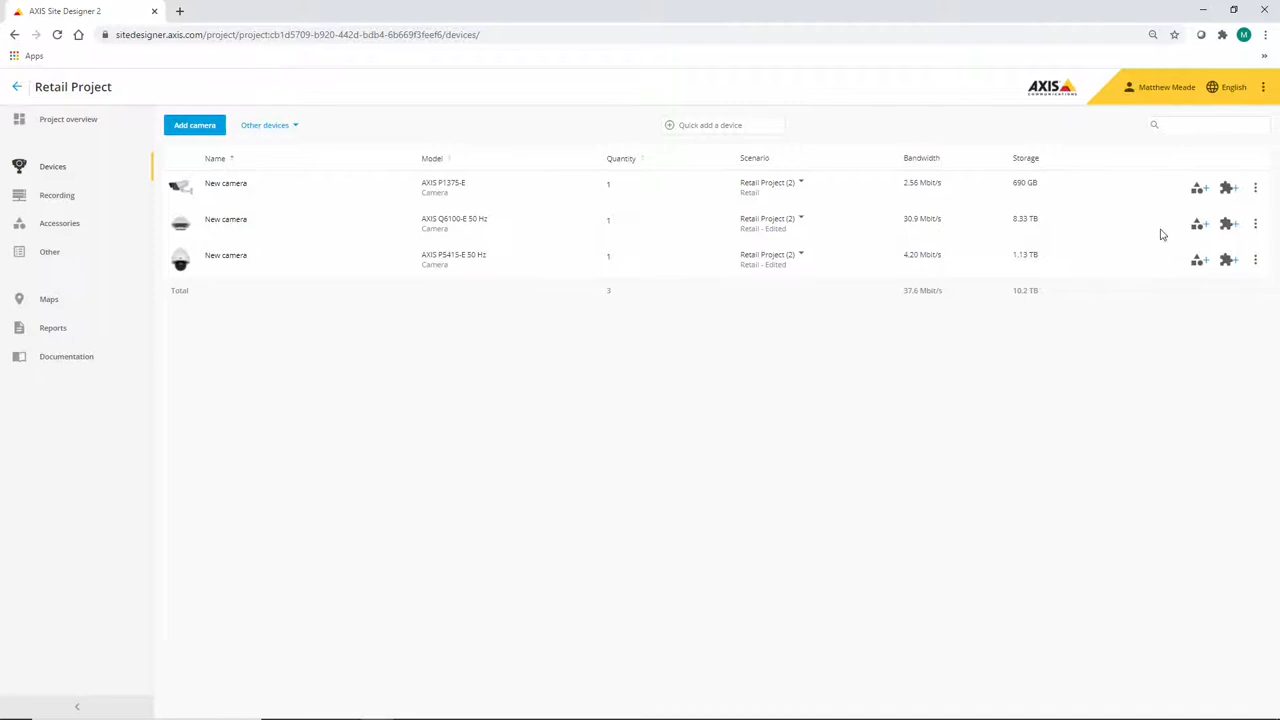 AXIS Site Designer 2
sitedesigner.axis.com/project/project:cb1d5709-b920-442d-bdb4-6b669f3feef6/devices/
M
Apps
Retail Project
AXIS
COMMUNICATIONS
Matthew Meade
English
Project overview
Devices
Recording
Accessories
Other
Maps
Reports
Documentation
Add camera
Other devices
Quick add a device
Name Model Quantity Scenario Bandwidth Storage
New camera AXIS P1375-E 1 Retail Project (2) 2.56 Mbit/s 690 GB
Camera Retail
New camera AXIS Q6100-E 50 Hz 1 Retail Project (2) 30.9 Mbit/s 8.33 TB
Camera Retail - Edited
New camera AXIS P5415-E 50 Hz 1 Retail Project (2) 4.20 Mbit/s 1.13 TB
Camera Retail - Edited
Total 3 37.6 Mbit/s 10.2 TB